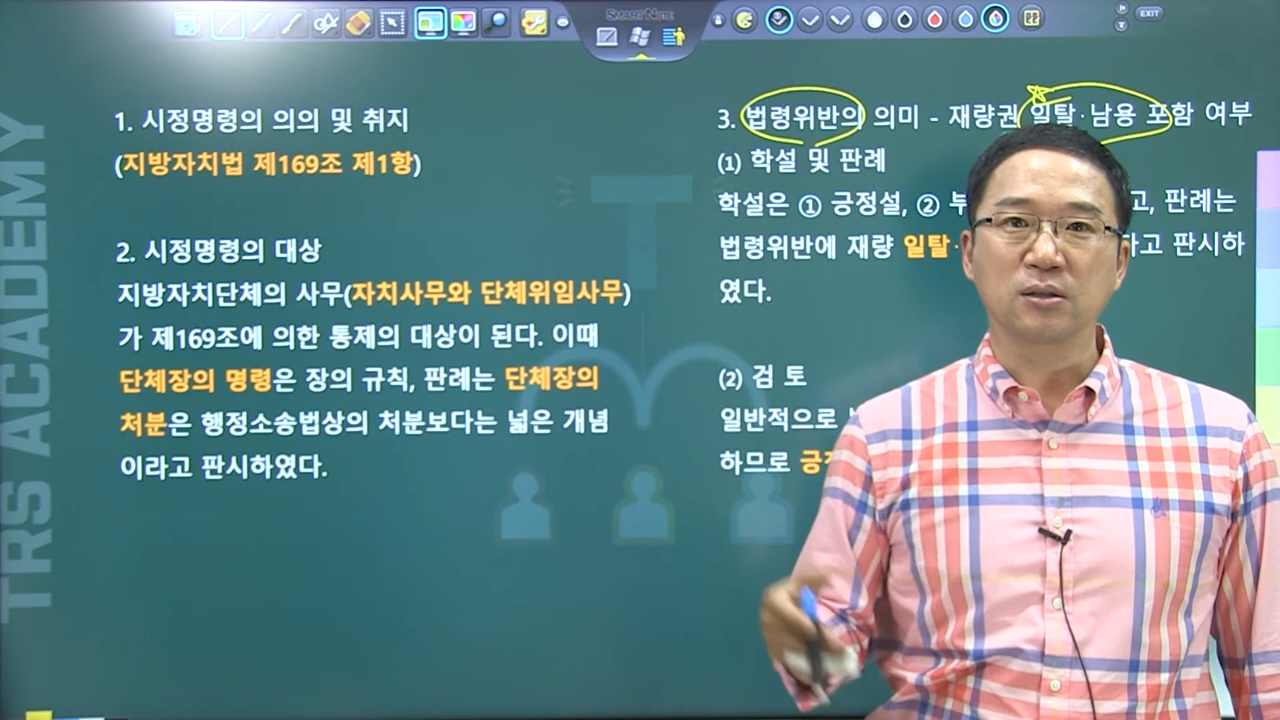 SMARTNOTE
EXIT
TRS ACADEMY
1. 시정명령의 의의 및 취지
(지방자치법 제169조 제1항)
2. 시정명령의 대상
지방자치단체의 사무(자치사무와 단체위임사무)
가 제169조에 의한 통제의 대상이 된다. 이때
단체장의 명령은 장의 규칙, 판례는 단체장의
처분은 행정소송법상의 처분보다는 넓은 개념
이라고 판시하였다.
3. 법령위반의 의미 - 재량권 일탈·남용 포함 여부
(1) 학설 및 판례
학설은 ① 긍정설, ② 고, 판례는
법령위반에 재량 일탈· 판시하
였다.
(2) 검 토
일반적으로
하므로